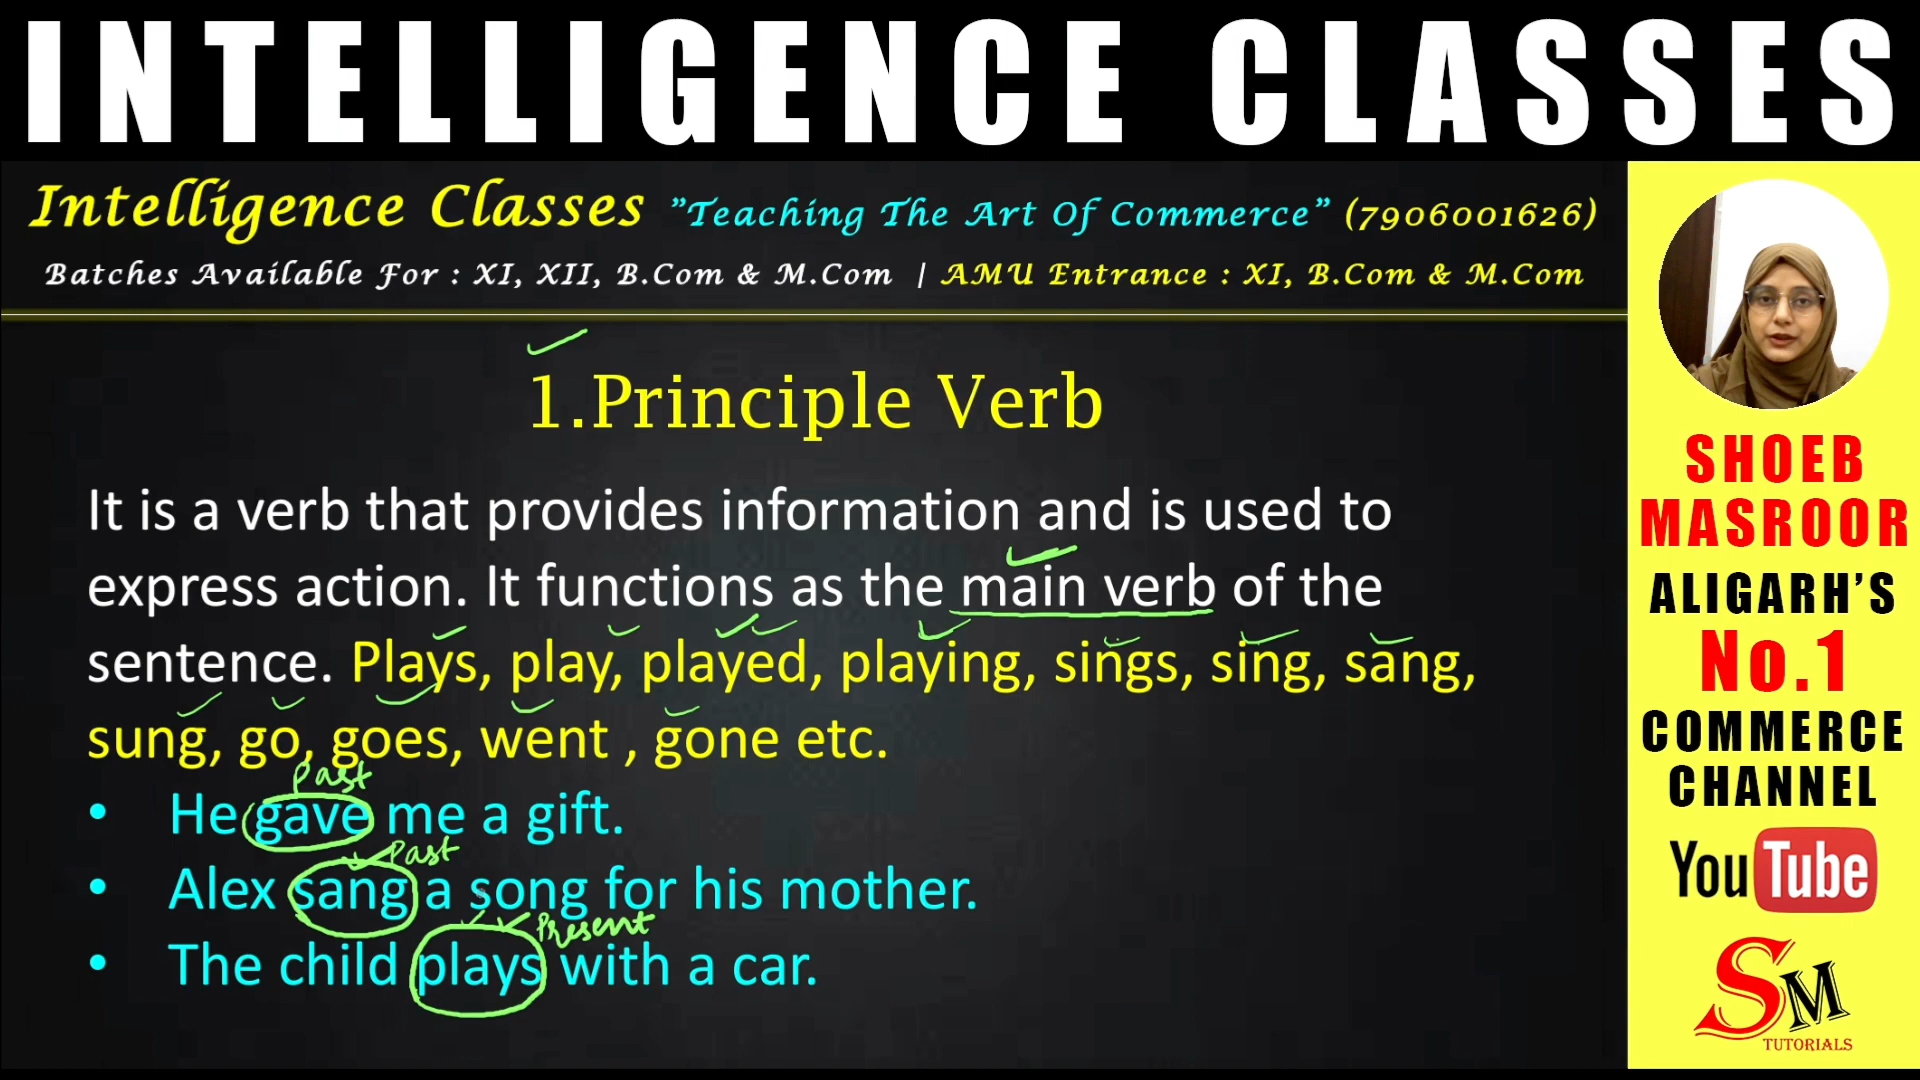 INTELLIGENCE CLASSES
Intelligence Classes "Teaching The Art Of Commerce" (7906001626)
Batches Available For : XI, XII, B.Com & M.Com | AMU Entrance : XI, B.Com & M.Com
1.Principle Verb
It is a verb that provides information and is used to
express action. It functions as the main verb of the
sentence. Plays, play, played, playing, sings, sing, sang,
sung, go, goes, went , gone etc.
Past
• He gave me a gift.
Past
• Alex sang a song for his mother.
Present
• The child plays with a car.
SHOEB
MASROOR
ALIGARH'S
No.1
COMMERCE
CHANNEL
YouTube
SM
TUTORIALS